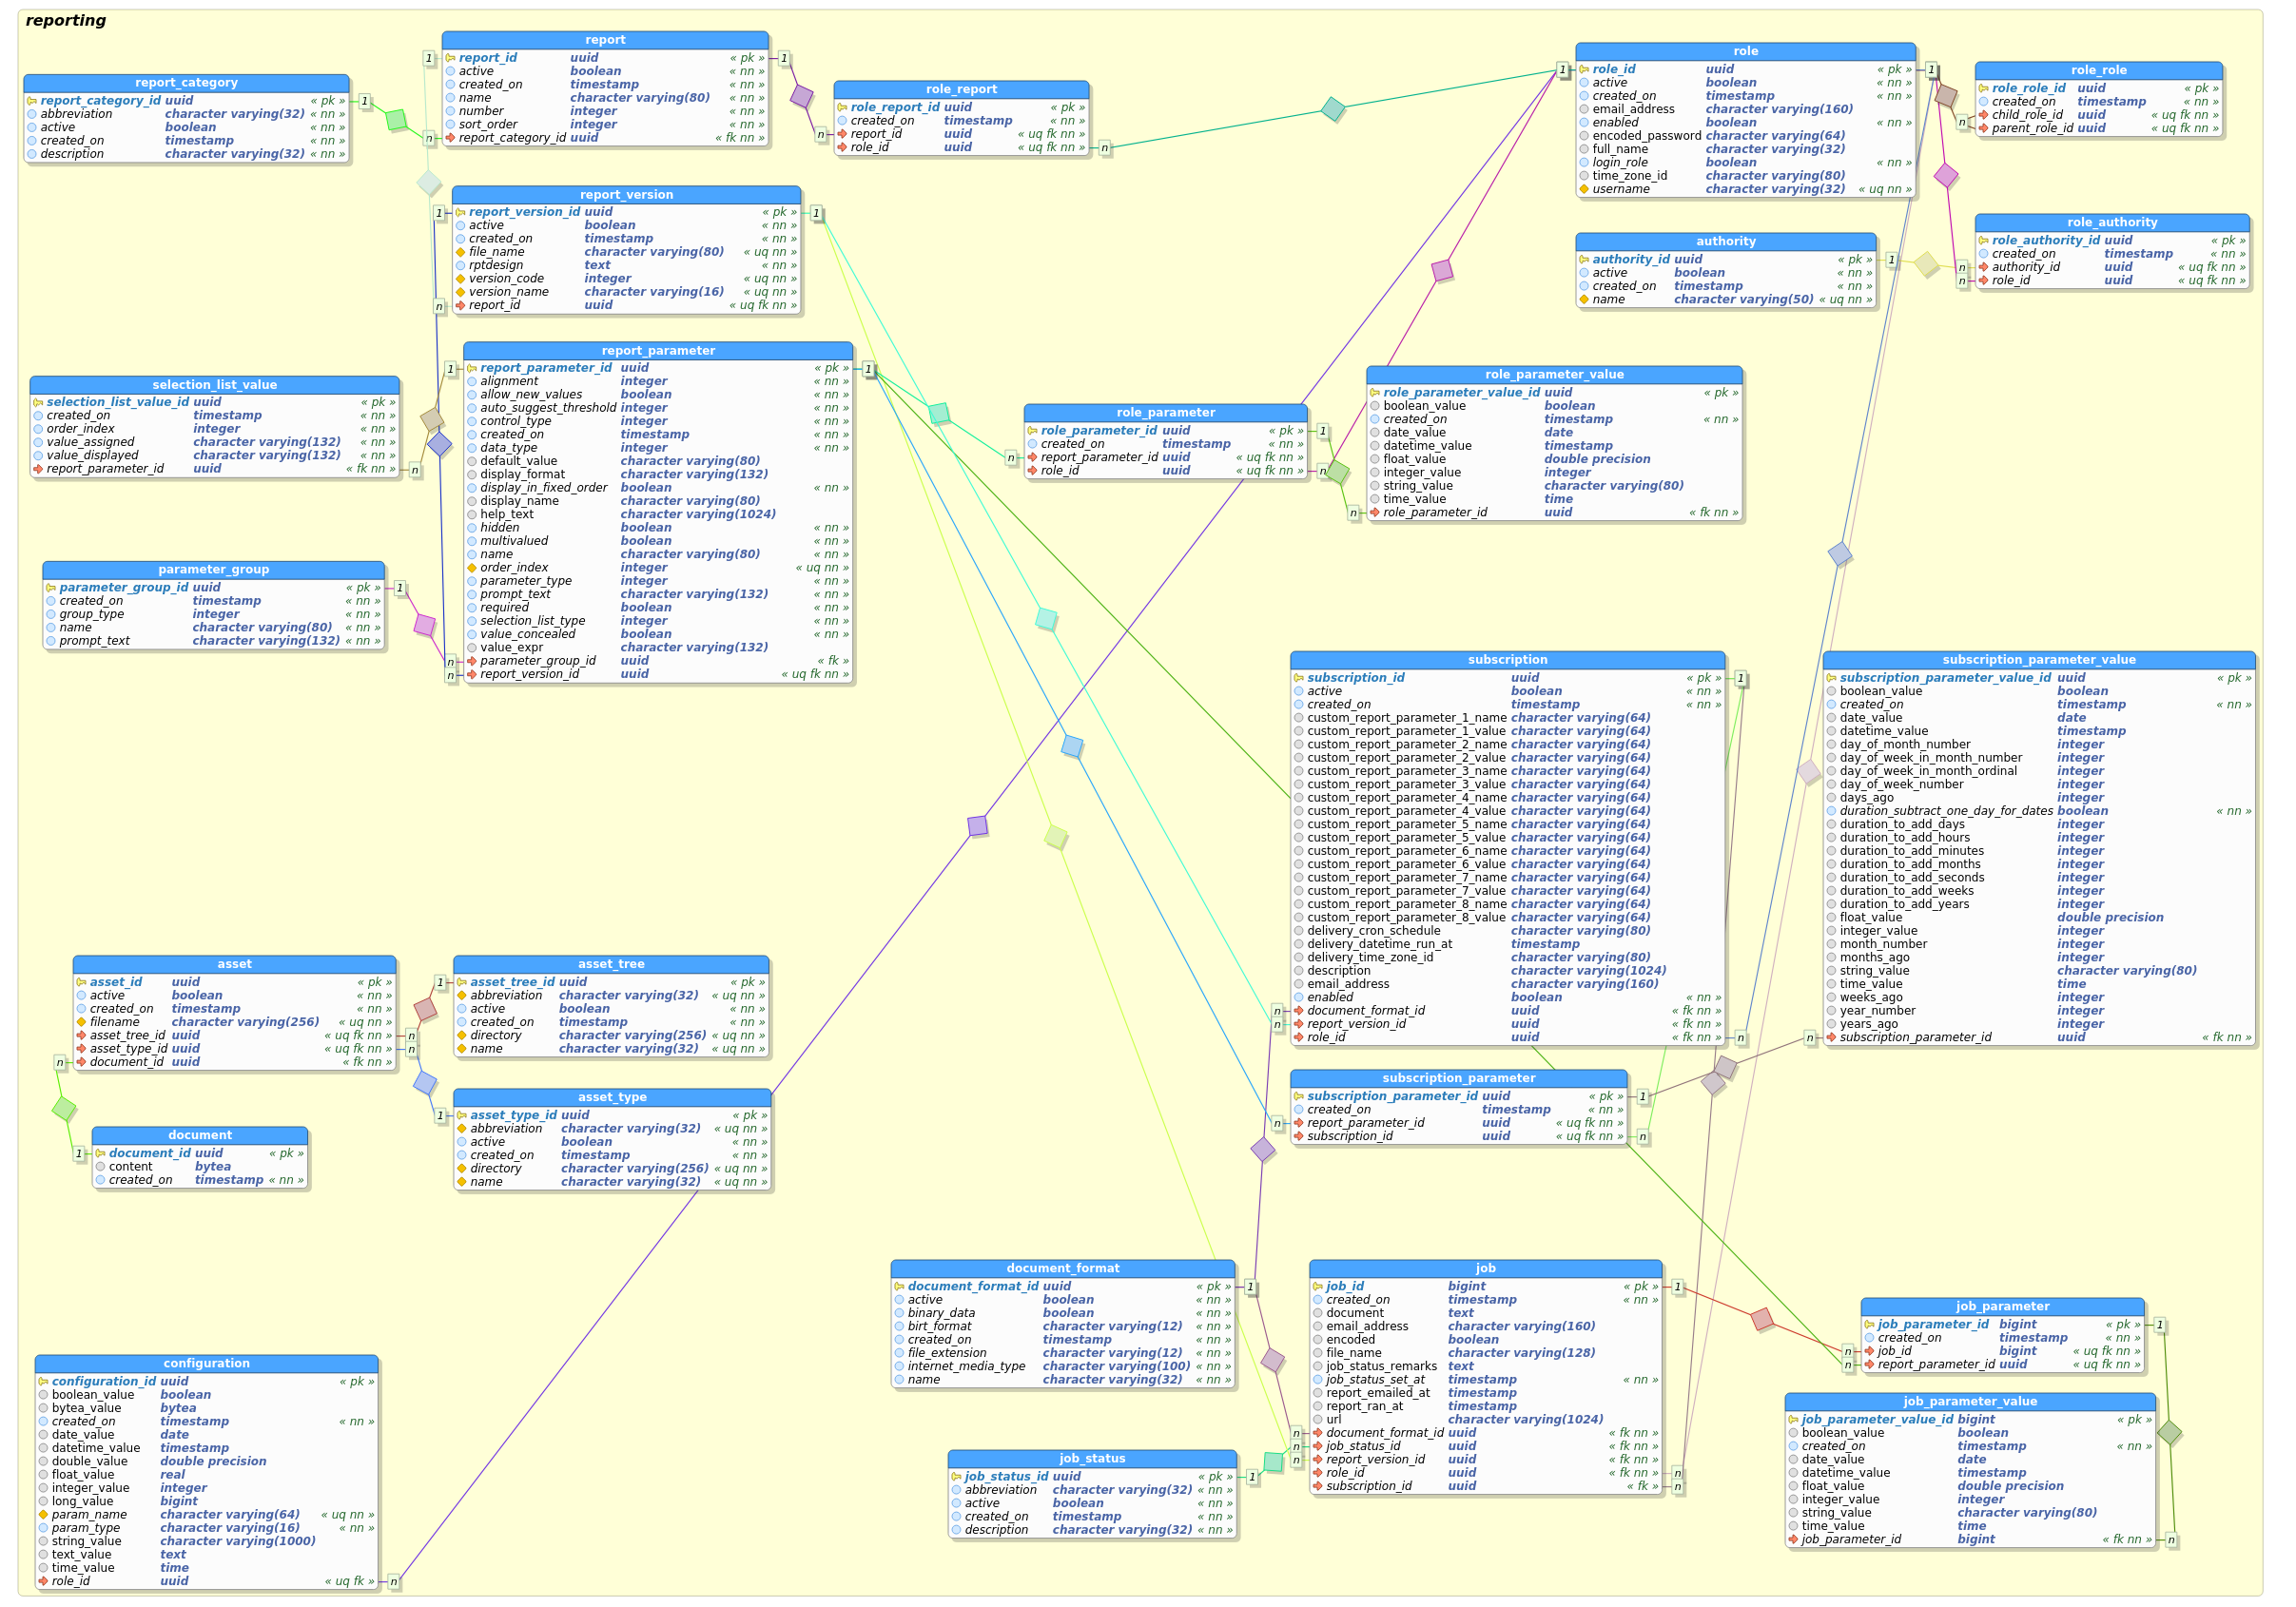 reporting
report
report_id uuid « pk »
active boolean « nn »
created_on timestamp « nn »
name character varying(80) « nn »
number integer « nn »
sort_order integer « nn »
report_category_id uuid « fk nn »
report_category
report_category_id uuid « pk »
abbreviation character varying(32) « nn »
active boolean « nn »
created_on timestamp « nn »
description character varying(32) « nn »
role_report
role_report_id uuid « pk »
created_on timestamp « nn »
report_id uuid « uq fk nn »
role_id uuid « uq fk nn »
role
role_id uuid « pk »
active boolean « nn »
created_on timestamp « nn »
email_address character varying(160)
enabled boolean « nn »
encoded_password character varying(64)
full_name character varying(32)
login_role boolean « nn »
time_zone_id character varying(80)
username character varying(32) « uq nn »
role_role
role_role_id uuid « pk »
created_on timestamp « nn »
child_role_id uuid « uq fk nn »
parent_role_id uuid « uq fk nn »
report_version
report_version_id uuid « pk »
active boolean « nn »
created_on timestamp « nn »
file_name character varying(80) « uq nn »
rptdesign text « nn »
version_code integer « uq nn »
version_name character varying(16) « uq nn »
report_id uuid « uq fk nn »
authority
authority_id uuid « pk »
active boolean « nn »
created_on timestamp « nn »
name character varying(50) « uq nn »
role_authority
role_authority_id uuid « pk »
created_on timestamp « nn »
authority_id uuid « uq fk nn »
role_id uuid « uq fk nn »
selection_list_value
selection_list_value_id uuid « pk »
created_on timestamp « nn »
order_index integer « nn »
value_assigned character varying(132) « nn »
value_displayed character varying(132) « nn »
report_parameter_id uuid « fk nn »
report_parameter
report_parameter_id uuid « pk »
alignment integer « nn »
allow_new_values boolean « nn »
auto_suggest_threshold integer « nn »
control_type integer « nn »
created_on timestamp « nn »
data_type integer « nn »
default_value character varying(80)
display_format character varying(132)
display_in_fixed_order boolean « nn »
display_name character varying(80)
help_text character varying(1024)
hidden boolean « nn »
multivalued boolean « nn »
name character varying(80) « nn »
order_index integer « uq nn »
parameter_type integer « nn »
prompt_text character varying(132) « nn »
required boolean « nn »
selection_list_type integer « nn »
value_concealed boolean « nn »
value_expr character varying(132)
parameter_group_id uuid « fk »
report_version_id uuid « uq fk nn »
role_parameter
role_parameter_id uuid « pk »
created_on timestamp « nn »
report_parameter_id uuid « uq fk nn »
role_id uuid « uq fk nn »
role_parameter_value
role_parameter_value_id uuid « pk »
boolean_value boolean
created_on timestamp « nn »
date_value date
datetime_value timestamp
float_value double precision
integer_value integer
string_value character varying(80)
time_value time
role_parameter_id uuid « fk nn »
parameter_group
parameter_group_id uuid « pk »
created_on timestamp « nn »
group_type integer « nn »
name character varying(80) « nn »
prompt_text character varying(132) « nn »
subscription
subscription_id uuid « pk »
active boolean « nn »
created_on timestamp « nn »
custom_report_parameter_1_name character varying(64)
custom_report_parameter_1_value character varying(64)
custom_report_parameter_2_name character varying(64)
custom_report_parameter_2_value character varying(64)
custom_report_parameter_3_name character varying(64)
custom_report_parameter_3_value character varying(64)
custom_report_parameter_4_name character varying(64)
custom_report_parameter_4_value character varying(64)
custom_report_parameter_5_name character varying(64)
custom_report_parameter_5_value character varying(64)
custom_report_parameter_6_name character varying(64)
custom_report_parameter_6_value character varying(64)
custom_report_parameter_7_name character varying(64)
custom_report_parameter_7_value character varying(64)
custom_report_parameter_8_name character varying(64)
custom_report_parameter_8_value character varying(64)
delivery_cron_schedule character varying(80)
delivery_datetime_run_at timestamp
delivery_time_zone_id character varying(80)
description character varying(1024)
email_address character varying(160)
enabled boolean « nn »
document_format_id uuid « fk nn »
report_version_id uuid « fk nn »
role_id uuid « fk nn »
subscription_parameter_value
subscription_parameter_value_id uuid « pk »
boolean_value boolean
created_on timestamp « nn »
date_value date
datetime_value timestamp
day_of_month_number integer
day_of_week_in_month_number integer
day_of_week_in_month_ordinal integer
day_of_week_number integer
days_ago integer
duration_subtract_one_day_for_dates boolean « nn »
duration_to_add_days integer
duration_to_add_hours integer
duration_to_add_minutes integer
duration_to_add_months integer
duration_to_add_seconds integer
duration_to_add_weeks integer
duration_to_add_years integer
float_value double precision
integer_value integer
month_number integer
months_ago integer
string_value character varying(80)
time_value time
weeks_ago integer
year_number integer
years_ago integer
subscription_parameter_id uuid « fk nn »
asset
asset_id uuid « pk »
active boolean « nn »
created_on timestamp « nn »
filename character varying(256) « uq nn »
asset_tree_id uuid « uq fk nn »
asset_type_id uuid « uq fk nn »
document_id uuid « fk nn »
asset_tree
asset_tree_id uuid « pk »
abbreviation character varying(32) « uq nn »
active boolean « nn »
created_on timestamp « nn »
directory character varying(256) « uq nn »
name character varying(32) « uq nn »
subscription_parameter
subscription_parameter_id uuid « pk »
created_on timestamp « nn »
report_parameter_id uuid « uq fk nn »
subscription_id uuid « uq fk nn »
asset_type
asset_type_id uuid « pk »
abbreviation character varying(32) « uq nn »
active boolean « nn »
created_on timestamp « nn »
directory character varying(256) « uq nn »
name character varying(32) « uq nn »
document
document_id uuid « pk »
content bytea
created_on timestamp « nn »
document_format
document_format_id uuid « pk »
active boolean « nn »
binary_data boolean « nn »
birt_format character varying(12) « nn »
created_on timestamp « nn »
file_extension character varying(12) « nn »
internet_media_type character varying(100) « nn »
name character varying(32) « nn »
job
job_id bigint « pk »
created_on timestamp « nn »
document text
email_address character varying(160)
encoded boolean
file_name character varying(128)
job_status_remarks text
job_status_set_at timestamp « nn »
report_emailed_at timestamp
report_ran_at timestamp
url character varying(1024)
document_format_id uuid « fk nn »
job_status_id uuid « fk nn »
report_version_id uuid « fk nn »
role_id uuid « fk nn »
subscription_id uuid « fk »
job_parameter
job_parameter_id bigint « pk »
created_on timestamp « nn »
job_id bigint « uq fk nn »
report_parameter_id uuid « uq fk nn »
configuration
configuration_id uuid « pk »
boolean_value boolean
bytea_value bytea
created_on timestamp « nn »
date_value date
datetime_value timestamp
double_value double precision
float_value real
integer_value integer
long_value bigint
param_name character varying(64) « uq nn »
param_type character varying(16) « nn »
string_value character varying(1000)
text_value text
time_value time
role_id uuid « uq fk »
job_parameter_value
job_parameter_value_id bigint « pk »
boolean_value boolean
created_on timestamp « nn »
date_value date
datetime_value timestamp
float_value double precision
integer_value integer
string_value character varying(80)
time_value time
job_parameter_id bigint « fk nn »
job_status
job_status_id uuid « pk »
abbreviation character varying(32) « nn »
active boolean « nn »
created_on timestamp « nn »
description character varying(32) « nn »